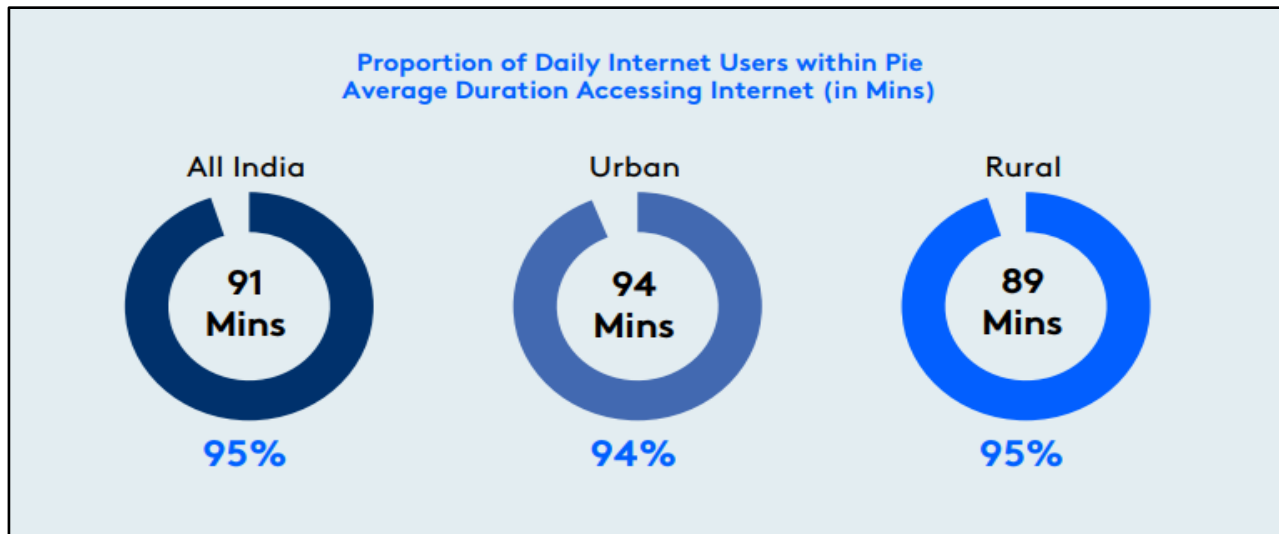 Proportion of Daily Internet Users within Pie
Average Duration Accessing Internet (in Mins)
All India
91
Mins
95%
Urban
94
Mins
94%
Rural
89
Mins
95%